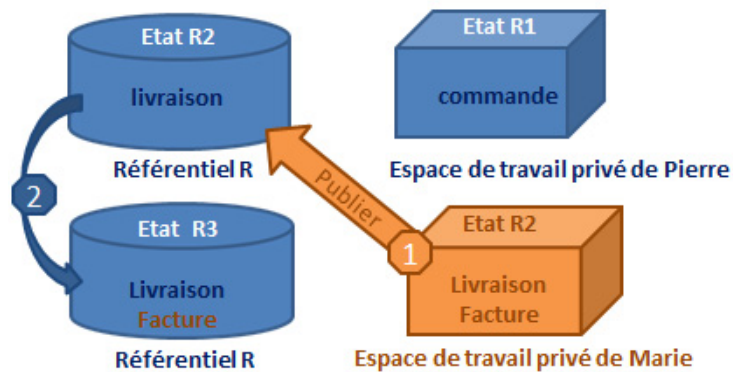 Etat R2
livraison
Référentiel R
Etat R1
commande
Espace de travail privé de Pierre
2
Publier
1
Etat R3
Livraison
Facture
Référentiel R
Etat R2
Livraison
Facture
Espace de travail privé de Marie